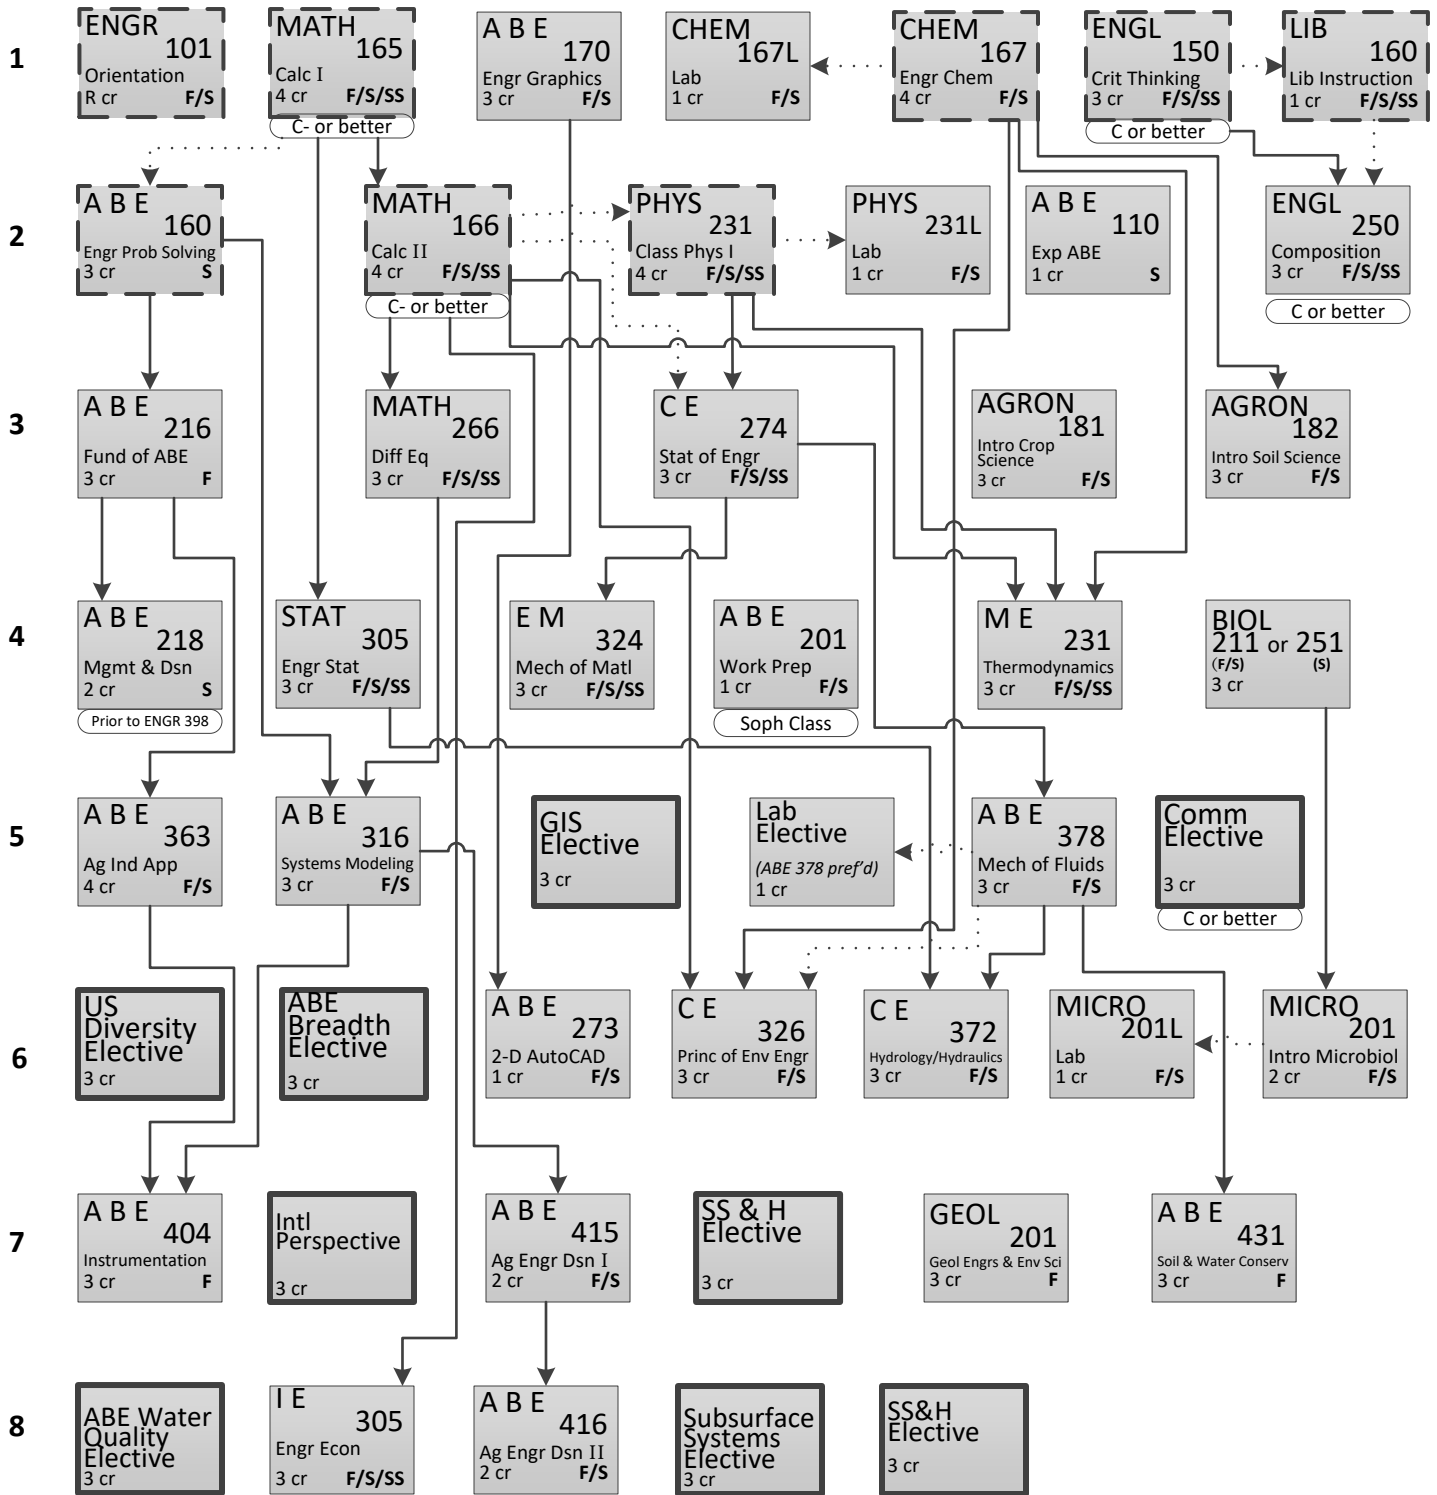 1
ENGR
101
Orientation
R cr F/S
MATH
165
Calc I
4 cr F/S/SS
C- or better
A B E
170
Engr Graphics
3 cr F/S
CHEM
167L
Lab
1 cr F/S
CHEM
167
Engr Chem
4 cr F/S
ENGL
150
Crit Thinking
3 cr F/S/SS
C or better
LIB
160
Lib Instruction
1 cr F/S/SS
2
A B E
160
Engr Prob Solving
3 cr S
MATH
166
Calc II
4 cr F/S/SS
C- or better
PHYS
231
Class Phys I
4 cr F/S/SS
PHYS
231L
Lab
1 cr F/S
A B E
110
Exp ABE
1 cr S
ENGL
250
Composition
3 cr F/S/SS
C or better
3
A B E
216
Fund of ABE
3 cr F
MATH
266
Diff Eq
3 cr F/S/SS
C E
274
Stat of Engr
3 cr F/S/SS
AGRON
181
Intro Crop
Science
3 cr F/S
AGRON
182
Intro Soil Science
3 cr F/S
4
A B E
218
Mgmt & Dsn
2 cr S
Prior to ENGR 398
STAT
305
Engr Stat
3 cr F/S/SS
E M
324
Mech of Matl
3 cr F/S/SS
A B E
201
Work Prep
1 cr F/S
Soph Class
M E
231
Thermodynamics
3 cr F/S/SS
BIOL
211 or 251
(F/S) (S)
3 cr
5
A B E
363
Ag Ind App
4 cr F/S
A B E
316
Systems Modeling
3 cr F/S
GIS
Elective
3 cr
Lab
Elective
(ABE 378 pref'd)
1 cr
A B E
378
Mech of Fluids
3 cr F/S
Comm
Elective
3 cr
C or better
6
US
Diversity
Elective
3 cr
ABE
Breadth
Elective
3 cr
A B E
273
2-D AutoCAD
1 cr F/S
C E
326
Princ of Env Engr
3 cr F/S
C E
372
Hydrology/Hydraulics
3 cr F/S
MICRO
201L
Lab
1 cr F/S
MICRO
201
Intro Microbiol
2 cr F/S
7
A B E
404
Instrumentation
3 cr F
Intl
Perspective
3 cr
A B E
415
Ag Engr Dsn I
2 cr F/S
SS & H
Elective
3 cr
GEOL
201
Geol Engrs & Env Sci
3 cr F
A B E
431
Soil & Water Conserv
3 cr F
8
ABE Water
Quality
Elective
3 cr
I E
305
Engr Econ
3 cr F/S/SS
A B E
416
Ag Engr Dsn II
2 cr F/S
Subsurface
Systems
Elective
3 cr
SS&H
Elective
3 cr